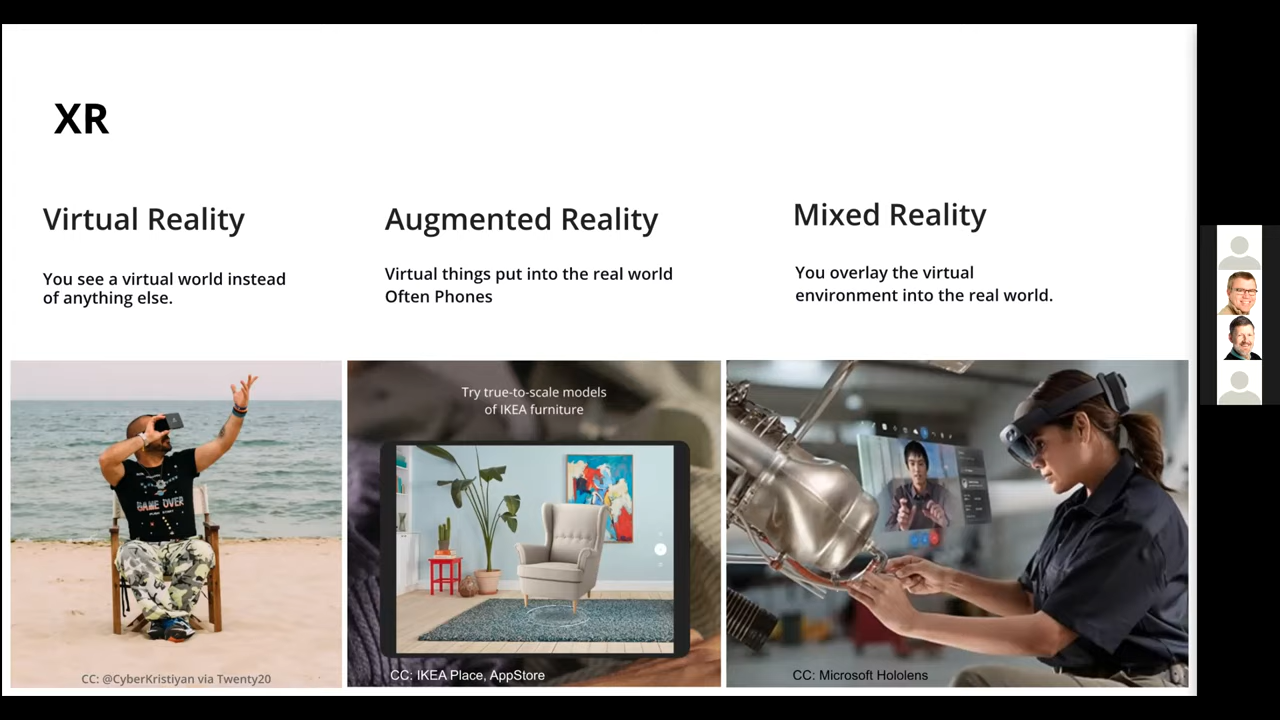 XR
Virtual Reality
You see a virtual world instead
of anything else.
Augmented Reality
Virtual things put into the real world
Often Phones
Mixed Reality
You overlay the virtual
environment into the real world.
GAME OVER
CC: @CyberKristiyan via Twenty20
Try true-to-scale models
of IKEA furniture
CC: IKEA Place, AppStore
CC: Microsoft Hololens